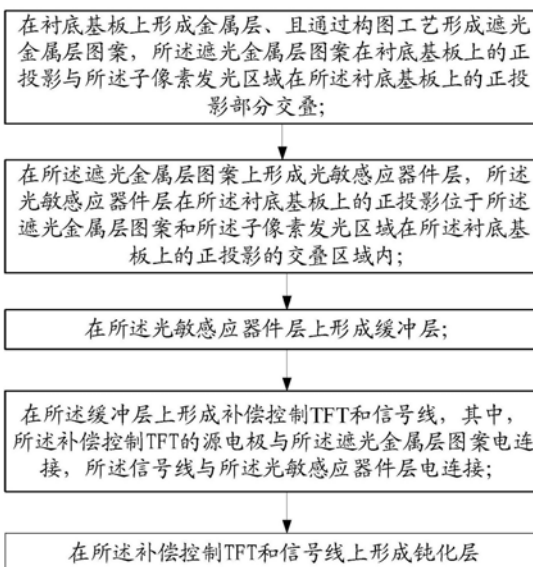 在衬底基板上形成金属层、且通过构图工艺形成遮光
金属层图案，所述遮光金属层图案在衬底基板上的正
投影与所述子像素发光区域在所述衬底基板上的正投
影部分交叠；
在所述遮光金属层图案上形成光敏感应器件层，所述
光敏感应器件层在所述衬底基板上的正投影位于所述
遮光金属层图案和所述子像素发光区域在所述衬底基
板上的正投影的交叠区域内；
在所述光敏感应器件层上形成缓冲层；
在所述缓冲层上形成补偿控制TFT和信号线，其中，
所述补偿控制TFT的源电极与所述遮光金属层图案电连
接，所述信号线与所述光敏感应器件层电连接；
在所述补偿控制TFT和信号线上形成钝化层